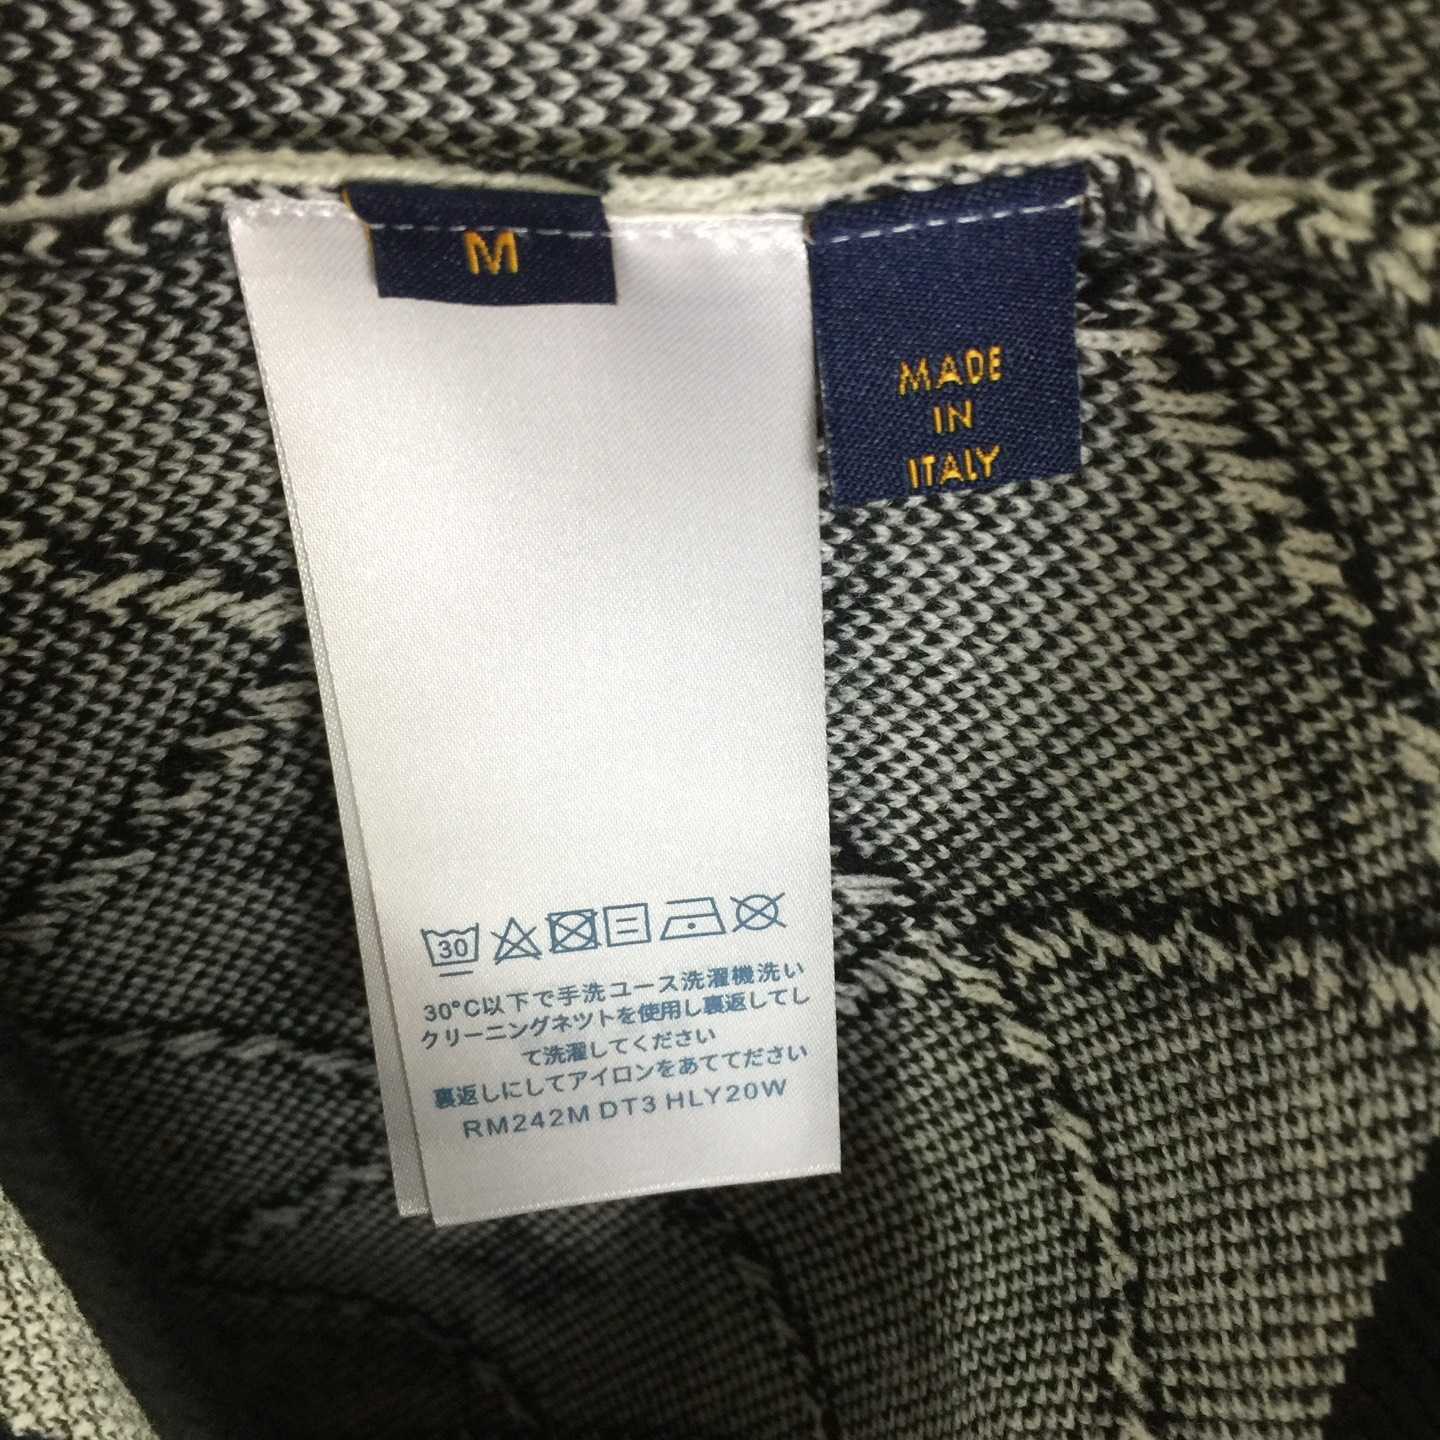 M
MADE
IN
ITALY
30
30°C以下で手洗ユース洗濯機洗い
クリーニングネツトを使用し裏返してし
て洗濯してください
裏返しにしてアイロンをあててださい
RM242M DT3 HLY20W